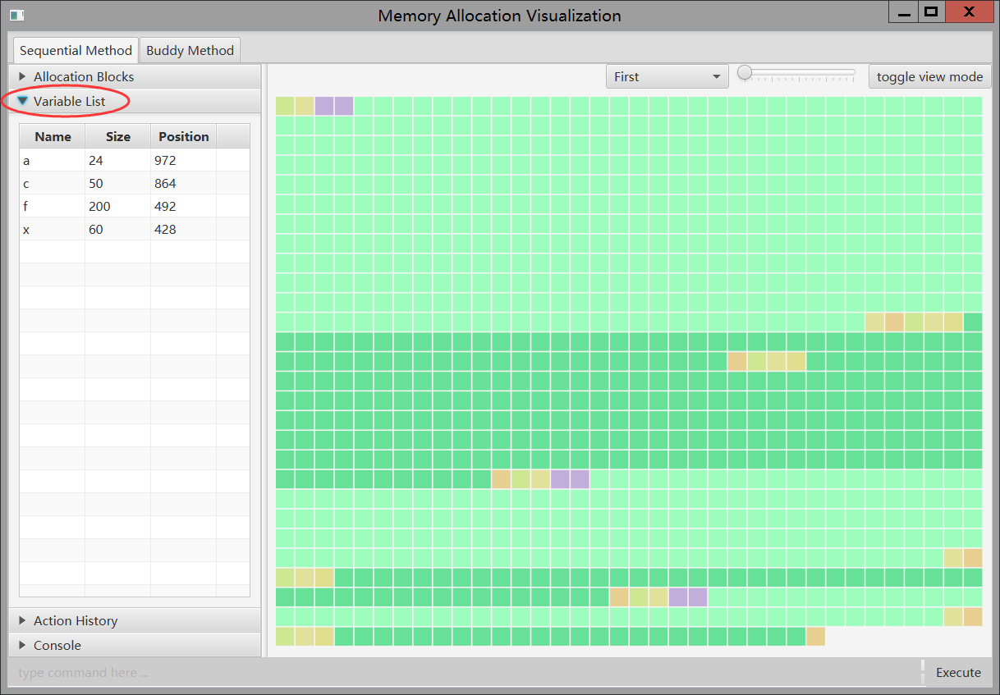 Memory Allocation Visualization
X
Sequential Method
Buddy Method
Allocation Blocks
Variable List
Name Size Position
a 24 972
c 50 864
f 200 492
x 60 428
Action History
Console
First
toggle view mode
type command here ...
Execute